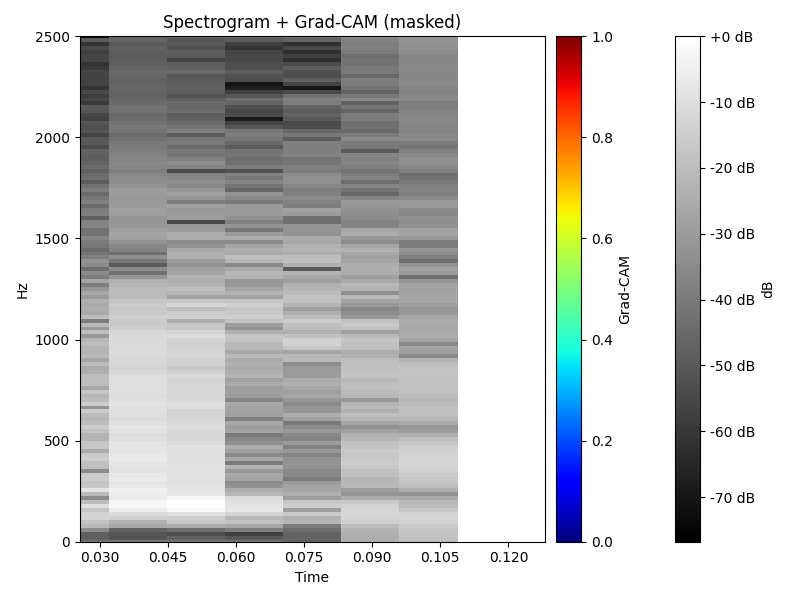 Spectrogram + Grad-CAM (masked)
2500
2000
1500
1000
500
0
Hz
0.030
0.045
0.060
0.075
0.090
0.105
0.120
Time
1.0
0.8
0.6
0.4
0.2
0.0
Grad-CAM
+0 dB
-10 dB
-20 dB
-30 dB
-40 dB
-50 dB
-60 dB
-70 dB
dB